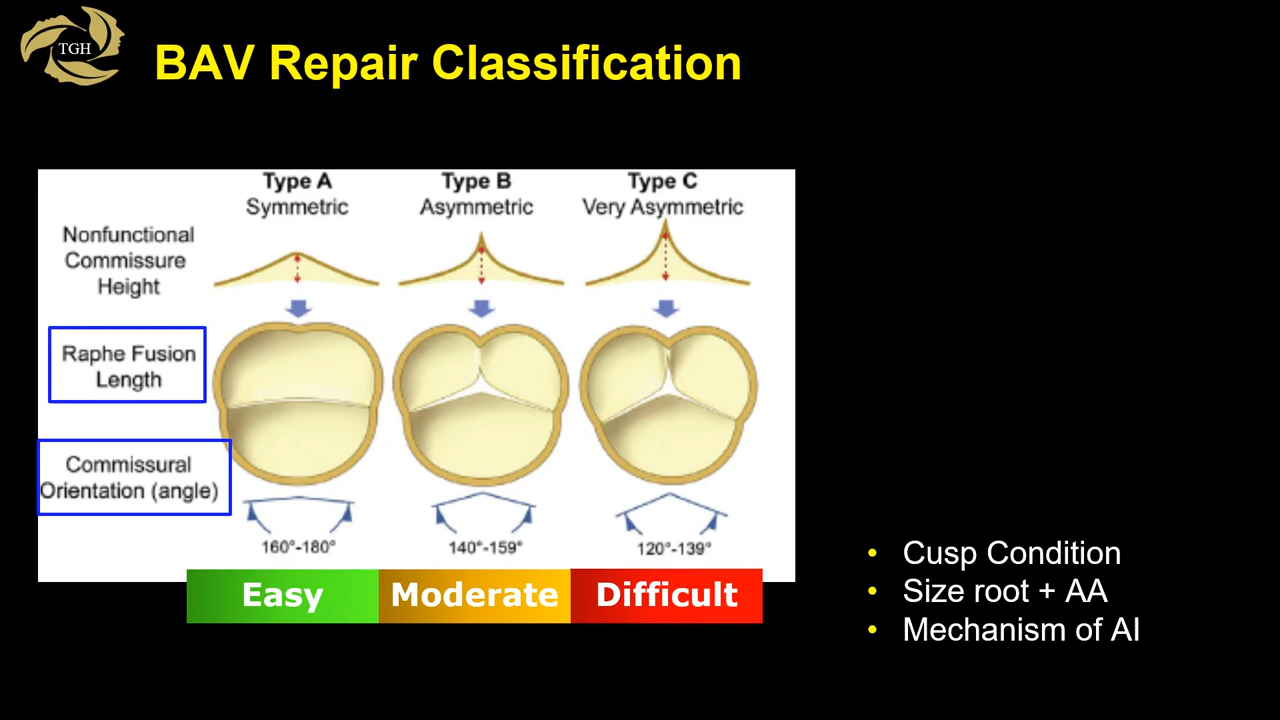 TGH
BAV Repair Classification
Type A
Symmetric
Type B
Asymmetric
Type C
Very Asymmetric
Nonfunctional
Commissure
Height
Raphe Fusion
Length
Commissural
Orientation (angle)
160°-180°
140°-159°
120°-139°
Easy
Moderate
Difficult
• Cusp Condition
• Size root + AA
• Mechanism of AI